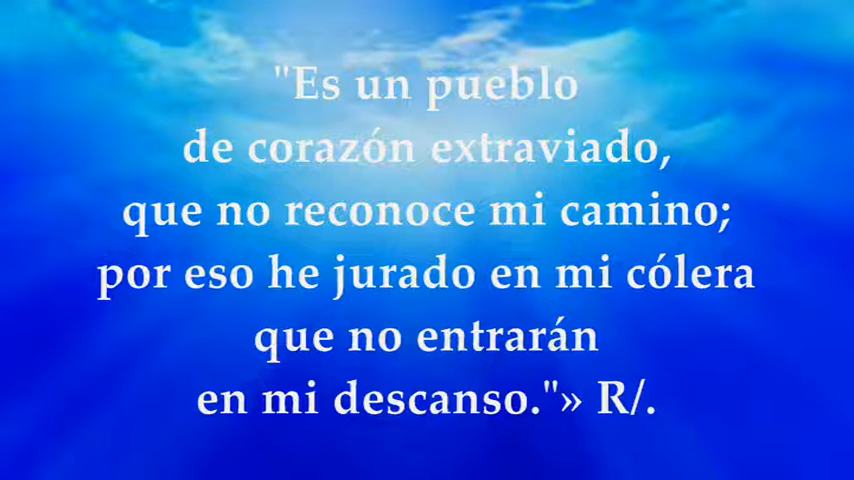 "Es un pueblo
de corazón extraviado,
que no reconoce mi camino;
por eso he jurado en mi cólera
que no entrarán
en mi descanso."» R/.